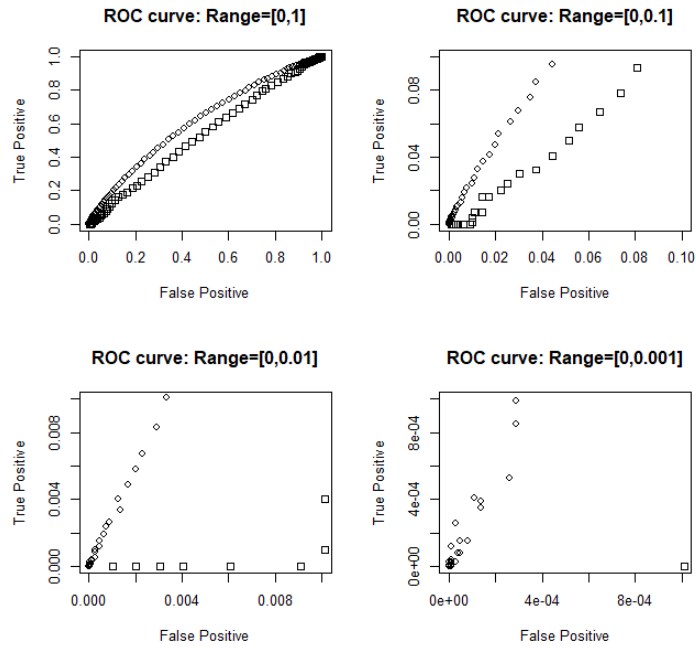 ROC curve: Range=[0,1]
True Positive
0.0 0.2 0.4 0.6 0.8 1.0
0.0 0.2 0.4 0.6 0.8 1.0
False Positive
ROC curve: Range=[0,0.1]
True Positive
0.00 0.04 0.08
0.00 0.02 0.04 0.06 0.08 0.10
False Positive
ROC curve: Range=[0,0.01]
True Positive
0.000 0.004 0.008
0.000 0.004 0.008
False Positive
ROC curve: Range=[0,0.001]
True Positive
0e+00 4e-04 8e-04
0e+00 4e-04 8e-04
False Positive